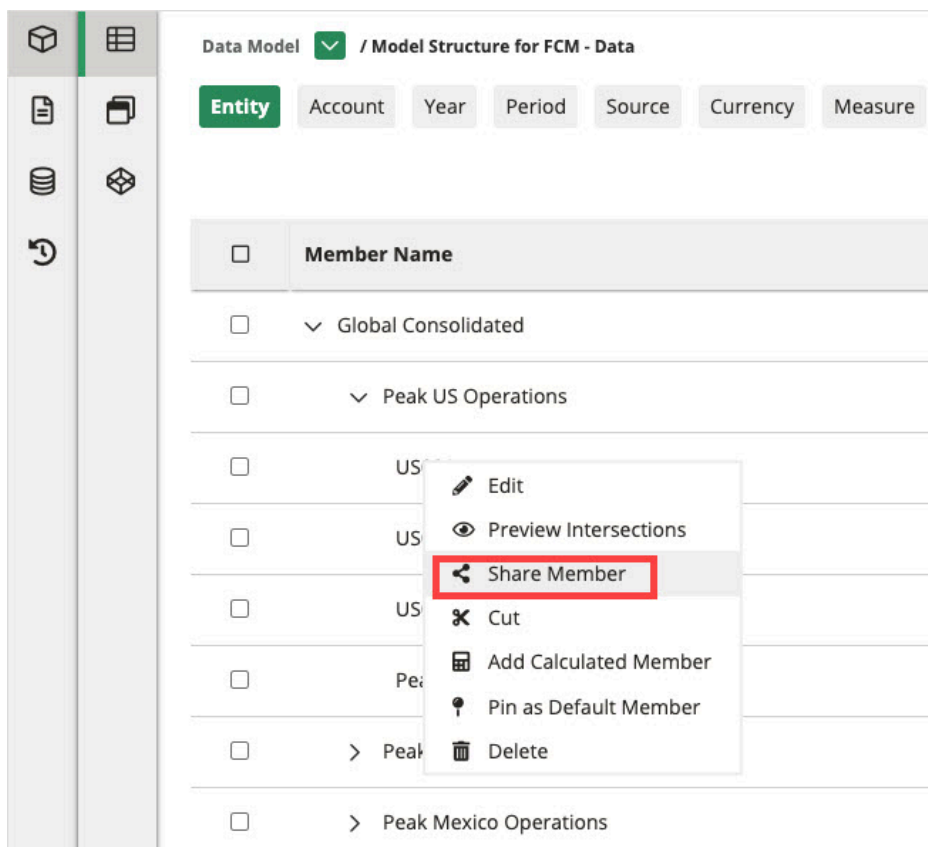 Data Model / Model Structure for FCM - Data
Entity Account Year Period Source Currency Measure
Member Name
Global Consolidated
Peak US Operations
Edit
Preview Intersections
Share Member
Cut
Add Calculated Member
Pin as Default Member
Delete
Peak Mexico Operations